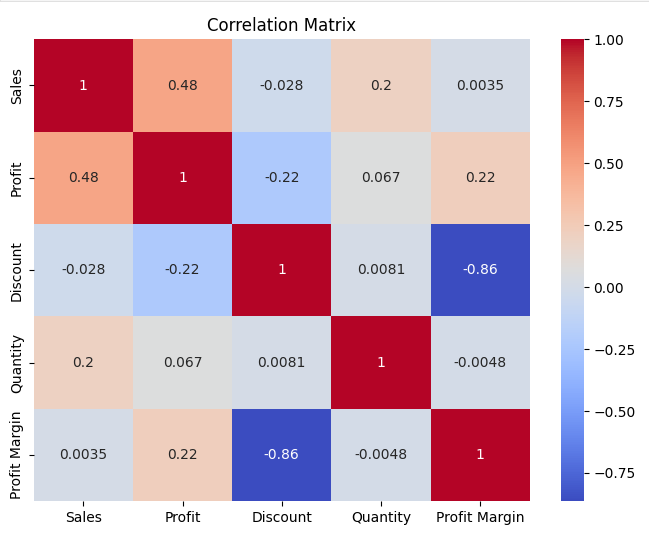 Correlation Matrix
Sales 1 0.48 -0.028 0.2 0.0035
Profit 0.48 1 -0.22 0.067 0.22
Discount -0.028 -0.22 1 0.0081 -0.86
Quantity 0.2 0.067 0.0081 1 -0.0048
Profit Margin 0.0035 0.22 -0.86 -0.0048 1
Sales Profit Discount Quantity Profit Margin
1.00
0.75
0.50
0.25
0.00
−0.25
−0.50
−0.75